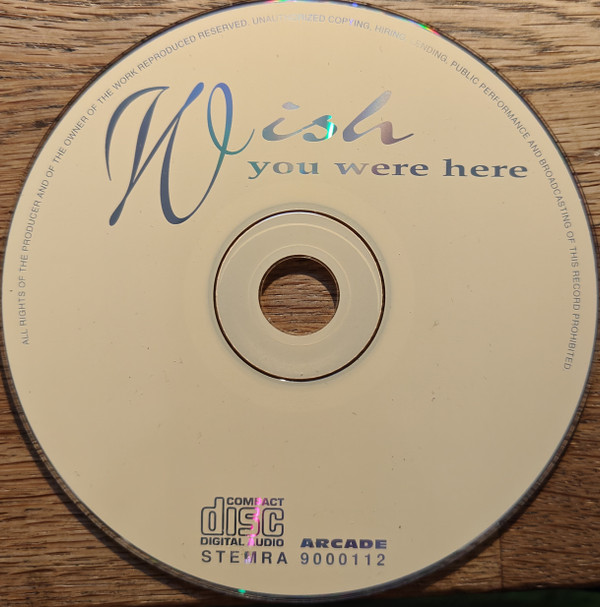 ALL RIGHTS OF THE PRODUCER AND OF THE OWNER OF THE WORK REPRODUCED RESERVED. UNAUTHORIZED COPYING, HIRING, LENDING, PUBLIC PERFORMANCE AND BROADCASTING OF THIS RECORD PROHIBITED
Wish
you were here
COMPACT
disc
DIGITAL AUDIO
ARCADE
STEMRA 9000112